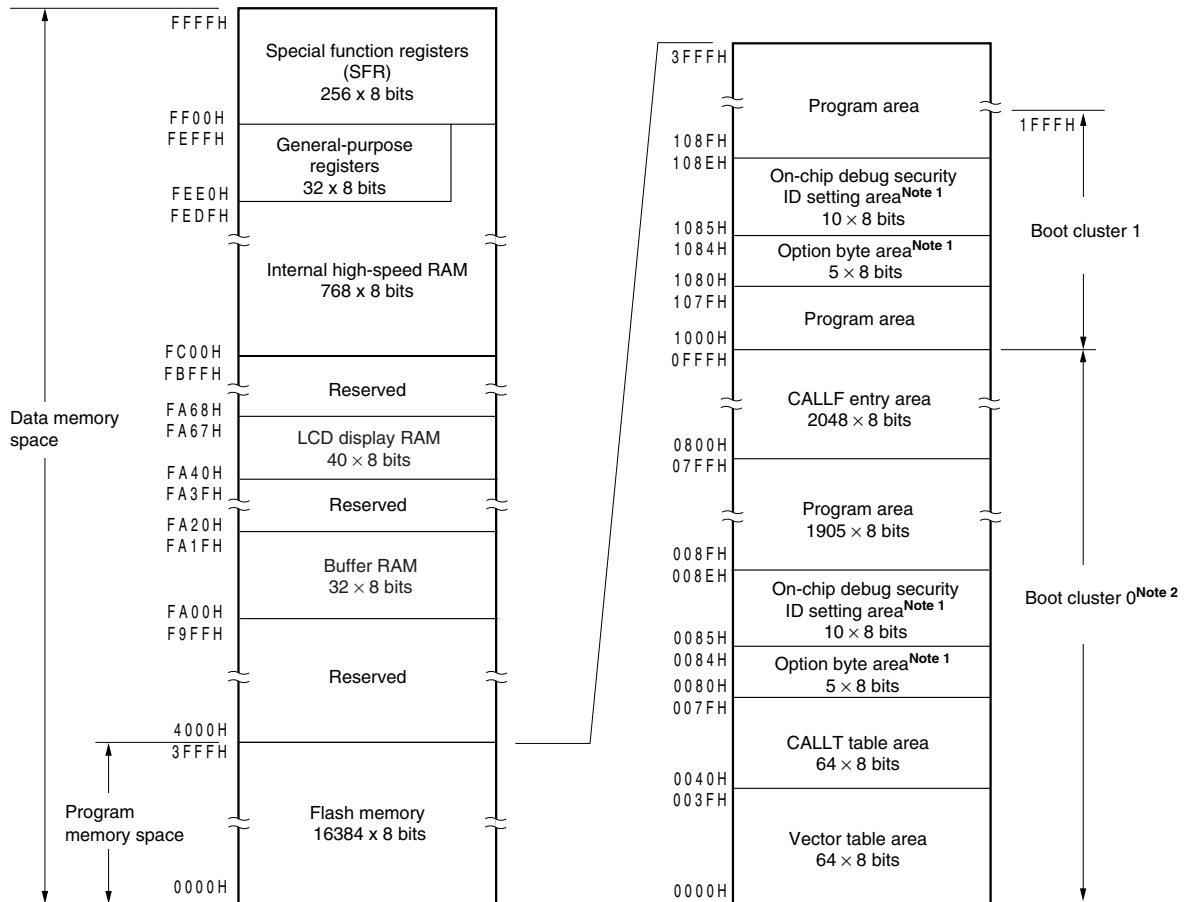 FFFFH
Special function registers
(SFR)
256 x 8 bits
FF00H
FEFFH
General-purpose
registers
32 x 8 bits
FEE0H
FEDFH
Internal high-speed RAM
768 x 8 bits
FC00H
FBFFH
Reserved
FA68H
FA67H
LCD display RAM
40 × 8 bits
FA40H
FA3FH
Reserved
FA20H
FA1FH
Buffer RAM
32 × 8 bits
FA00H
F9FFH
Reserved
4000H
3FFFH
Flash memory
16384 x 8 bits
0000H
Data memory
space
Program
memory space
3FFFH
Program area
108FH
108EH
On-chip debug security
ID setting area Note 1
10 × 8 bits
1085H
1084H
Option byte area Note 1
5 × 8 bits
1080H
107FH
Program area
1000H
0FFFH
CALLF entry area
2048 × 8 bits
0800H
07FFH
Program area
1905 × 8 bits
008FH
008EH
On-chip debug security
ID setting area Note 1
10 × 8 bits
0085H
0084H
Option byte area Note 1
5 × 8 bits
0080H
007FH
CALLT table area
64 × 8 bits
0040H
003FH
Vector table area
64 × 8 bits
0000H
1FFFH
Boot cluster 1
Boot cluster 0 Note 2